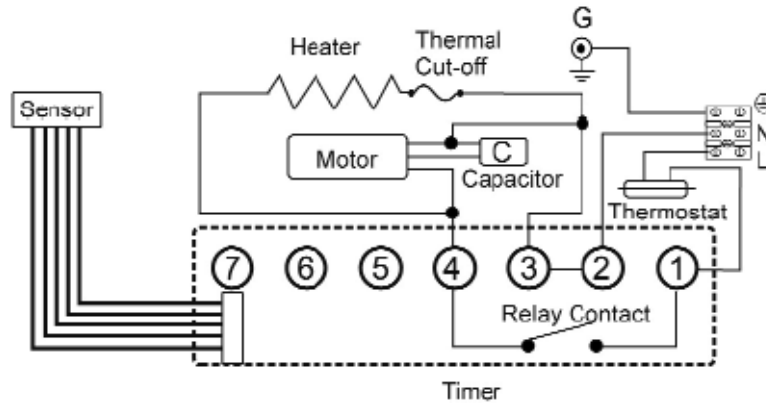 G
Heater
Thermal
Cut-off
Sensor
N
L
Motor
C
Capacitor
Thermostat
7 6 5 4 3 2 1
Relay Contact
Timer